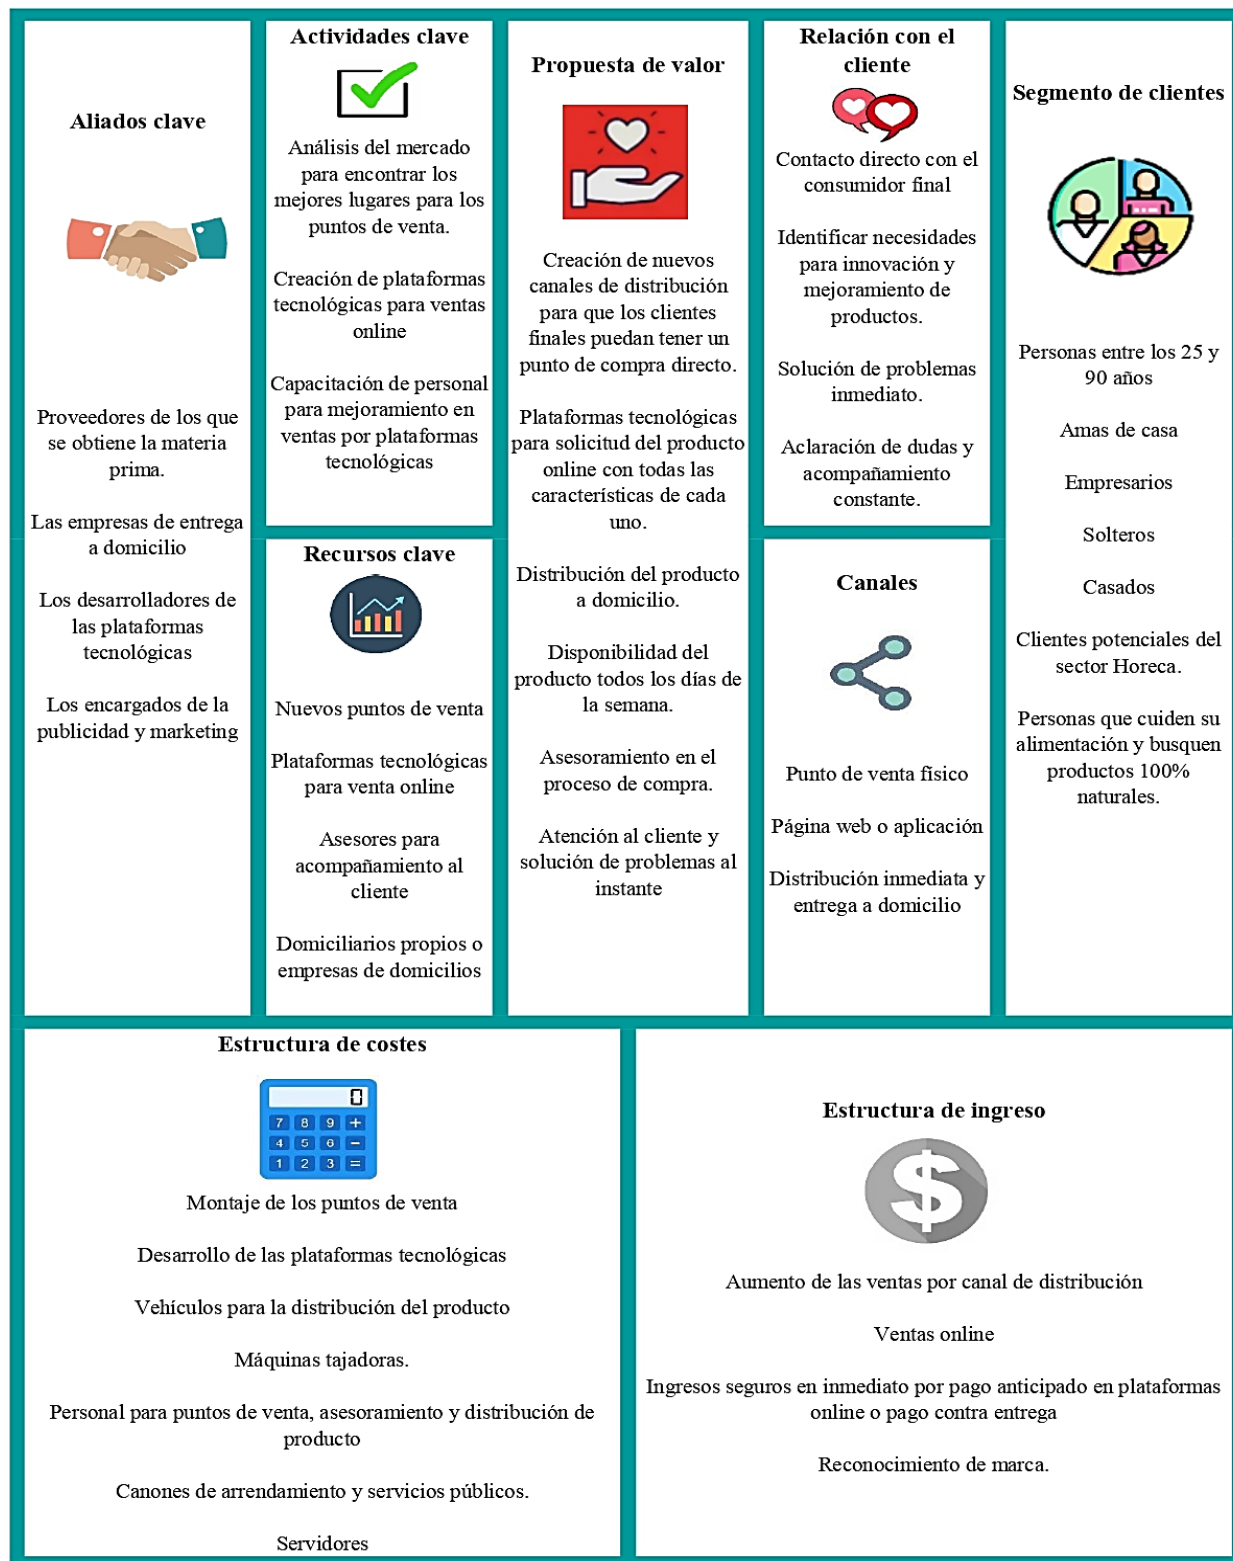 Aliados clave
Proveedores de los que
se obtiene la materia
prima.
Las empresas de entrega
a domicilio
Los desarrolladores de
las plataformas
tecnológicas
Los encargados de la
publicidad y marketing
Actividades clave
Análisis del mercado
para encontrar los
mejores lugares para los
puntos de venta.
Creación de plataformas
tecnológicas para ventas
online
Capacitación de personal
para mejoramiento en
ventas por plataformas
tecnológicas
Recursos clave
Nuevos puntos de venta
Plataformas tecnológicas
para venta online
Asesores para
acompañamiento al
cliente
Domiciliarios propios o
empresas de domicilios
Propuesta de valor
Creación de nuevos
canales de distribución
para que los clientes
finales puedan tener un
punto de compra directo.
Plataformas tecnológicas
para solicitud del producto
online con todas las
características de cada
uno.
Distribución del producto
a domicilio.
Disponibilidad del
producto todos los días de
la semana.
Asesoramiento en el
proceso de compra.
Atención al cliente y
solución de problemas al
instante
Relación con el
cliente
Contacto directo con el
consumidor final
Identificar necesidades
para innovación y
mejoramiento de
productos.
Solución de problemas
inmediato.
Aclaración de dudas y
acompañamiento
constante.
Canales
Punto de venta físico
Página web o aplicación
Distribución inmediata y
entrega a domicilio
Segmento de clientes
Personas entre los 25 y
90 años
Amas de casa
Empresarios
Solteros
Casados
Clientes potenciales del
sector Horeca.
Personas que cuiden su
alimentación y busquen
productos 100%
naturales.
Estructura de costes
0
7 8 9 +
4 5 6 −
1 2 3 =
Montaje de los puntos de venta
Desarrollo de las plataformas tecnológicas
Vehículos para la distribución del producto
Máquinas tajadoras.
Personal para puntos de venta, asesoramiento y distribución de
producto
Canones de arrendamiento y servicios públicos.
Servidores
Estructura de ingreso
$
Aumento de las ventas por canal de distribución
Ventas online
Ingresos seguros en inmediato por pago anticipado en plataformas
online o pago contra entrega
Reconocimiento de marca.